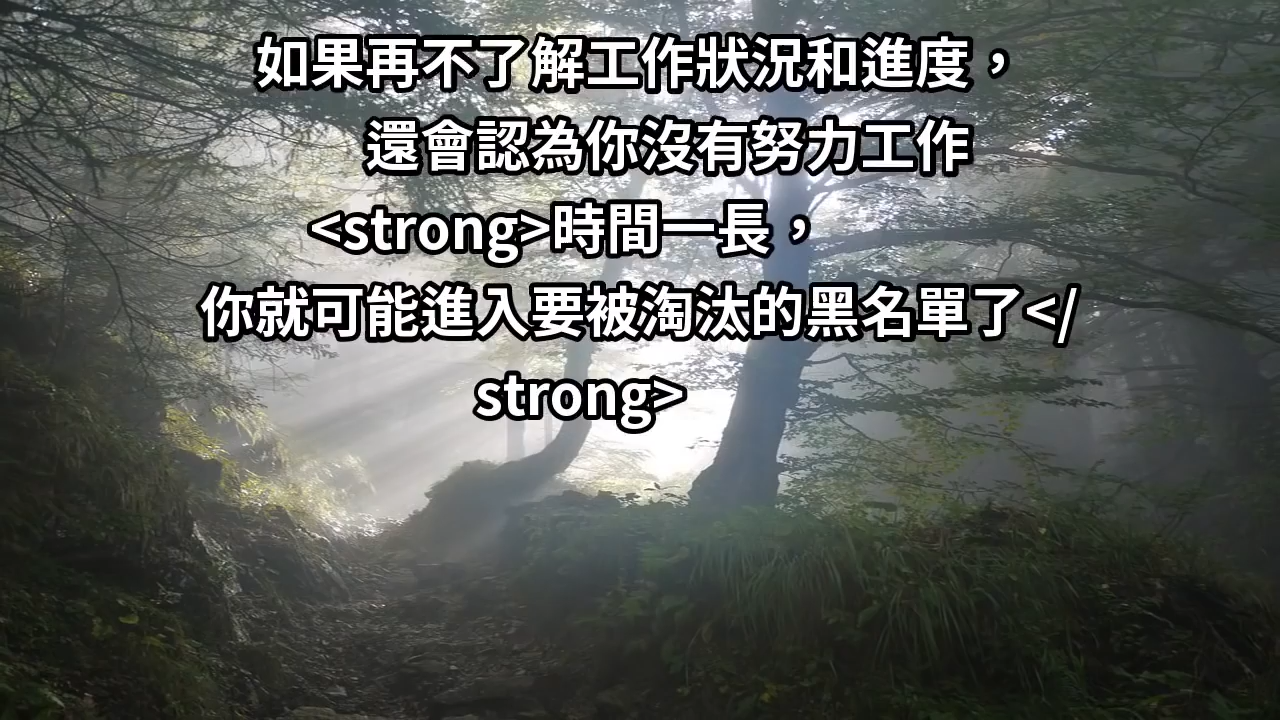 如果再不了解工作狀況和進度，
還會認為你沒有努力工作
<strong>時間一長，
你就可能進入要被淘汰的黑名單了</
strong>